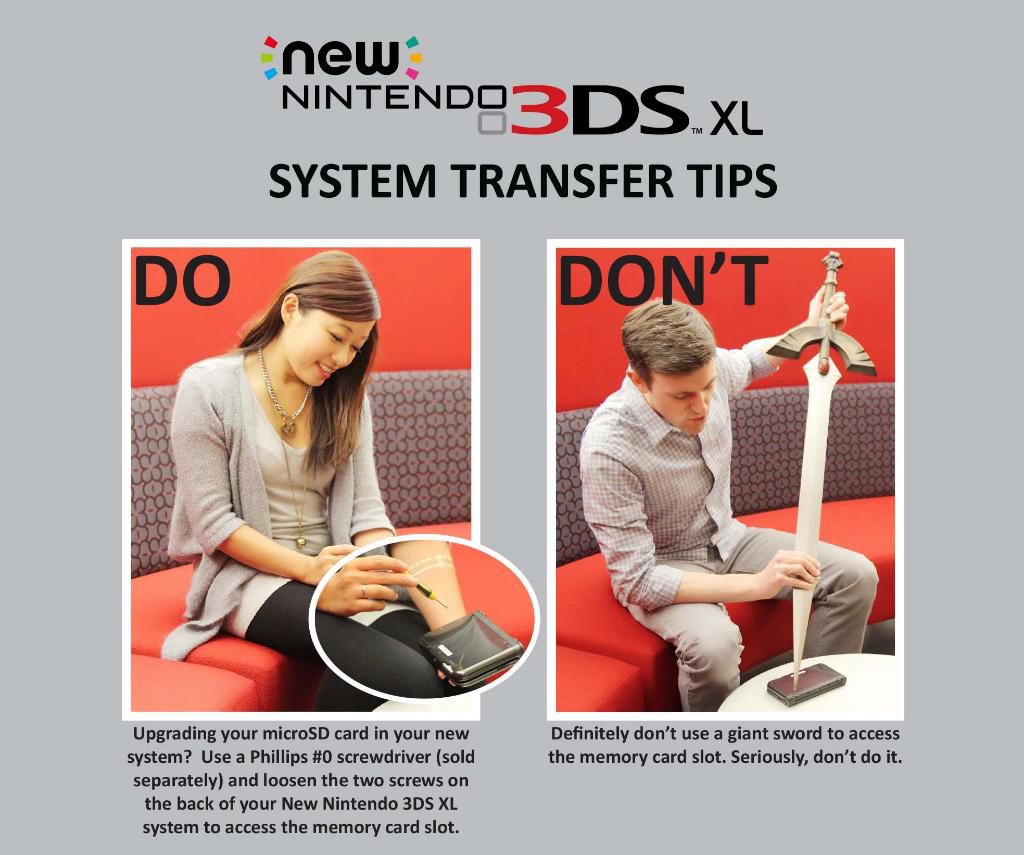 new
NINTENDO 3DS™ XL
SYSTEM TRANSFER TIPS
DO
Upgrading your microSD card in your new
system? Use a Phillips #0 screwdriver (sold
separately) and loosen the two screws on
the back of your New Nintendo 3DS XL
system to access the memory card slot.
DON'T
Definitely don't use a giant sword to access
the memory card slot. Seriously, don't do it.